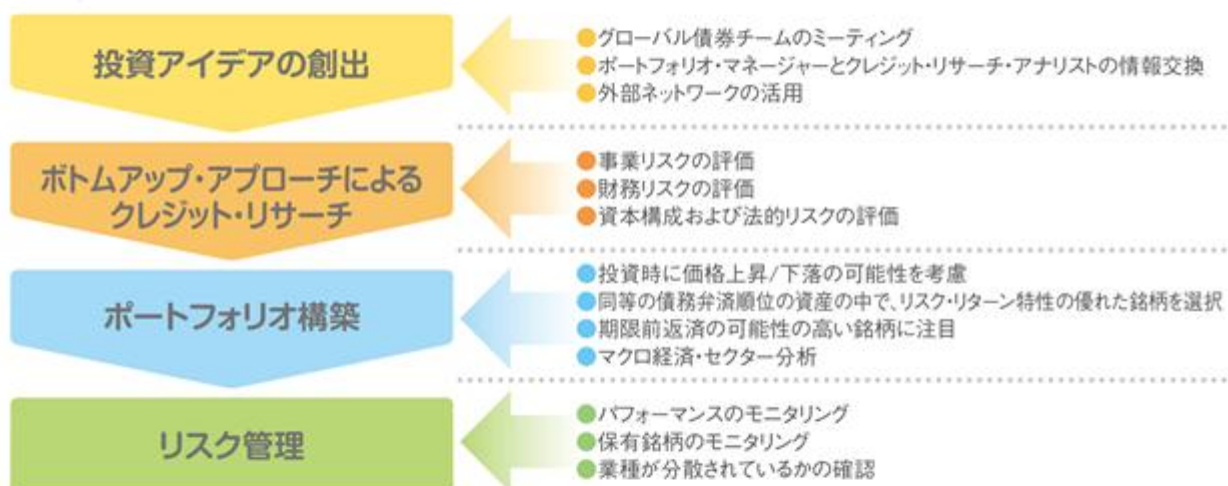 投資アイデアの創出
●グローバル債券チームのミーティング
●ポートフォリオ・マネージャーとクレジット・リサーチ・アナリストの情報交換
●外部ネットワークの活用
ボトムアップ・アプローチによる
クレジット・リサーチ
●事業リスクの評価
●財務リスクの評価
●資本構成および法的リスクの評価
ポートフォリオ構築
●投資時に価格上昇/下落の可能性を考慮
●同等の債務弁済順位の資産の中で、リスク・リターン特性の優れた銘柄を選択
●期限前返済の可能性の高い銘柄に注目
●マクロ経済・セクター分析
リスク管理
●パフォーマンスのモニタリング
●保有銘柄のモニタリング
●業種が分散されているかの確認